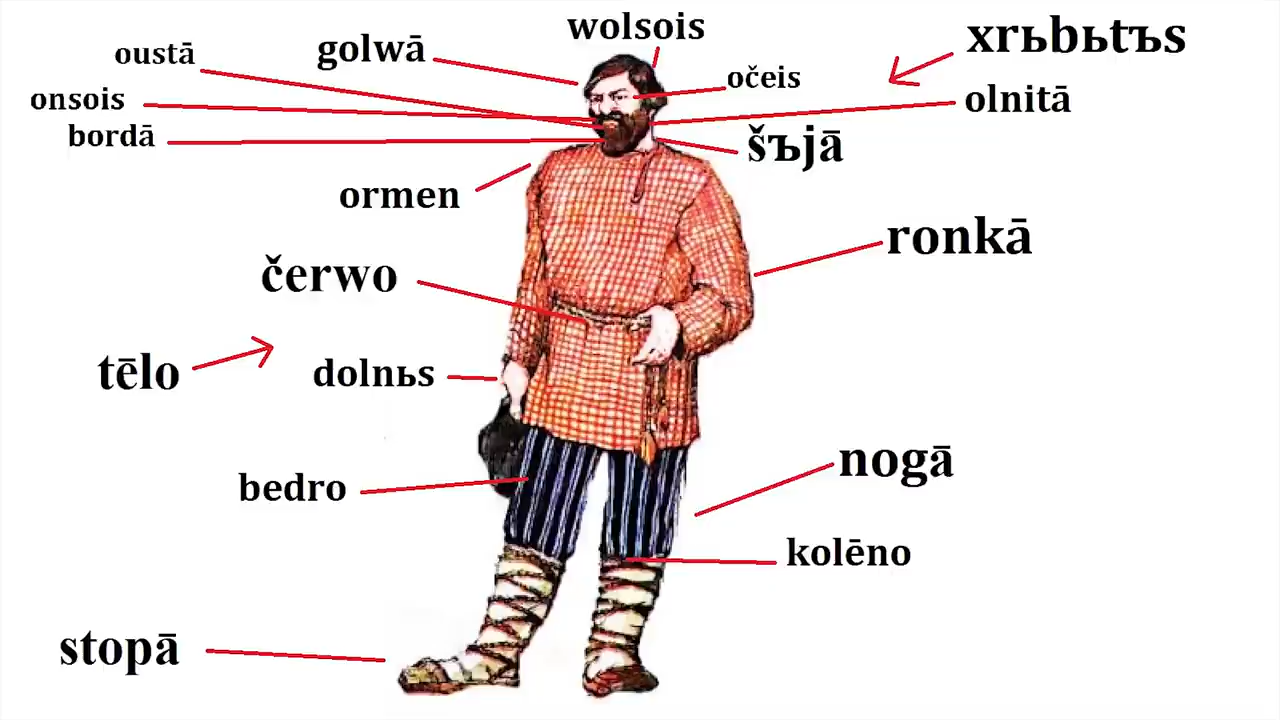 wolsois
xrьbьtъs
oustā
golwā
očeis
onsois
olnitā
bordā
šъjā
ormen
ronkā
čerwo
tēlo
dolnьs
nogā
bedro
kolēno
stopā